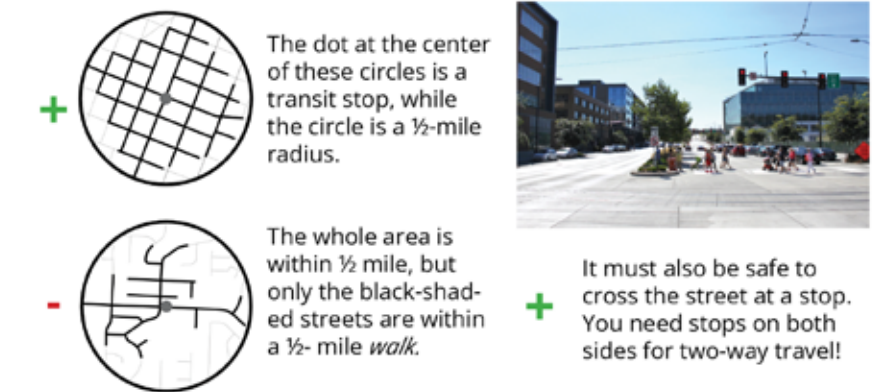 +
The dot at the center
of these circles is a
transit stop, while
the circle is a ½-mile
radius.
-
The whole area is
within ½ mile, but
only the black-shad-
ed streets are within
a ½- mile walk.
+
It must also be safe to
cross the street at a stop.
You need stops on both
sides for two-way travel!